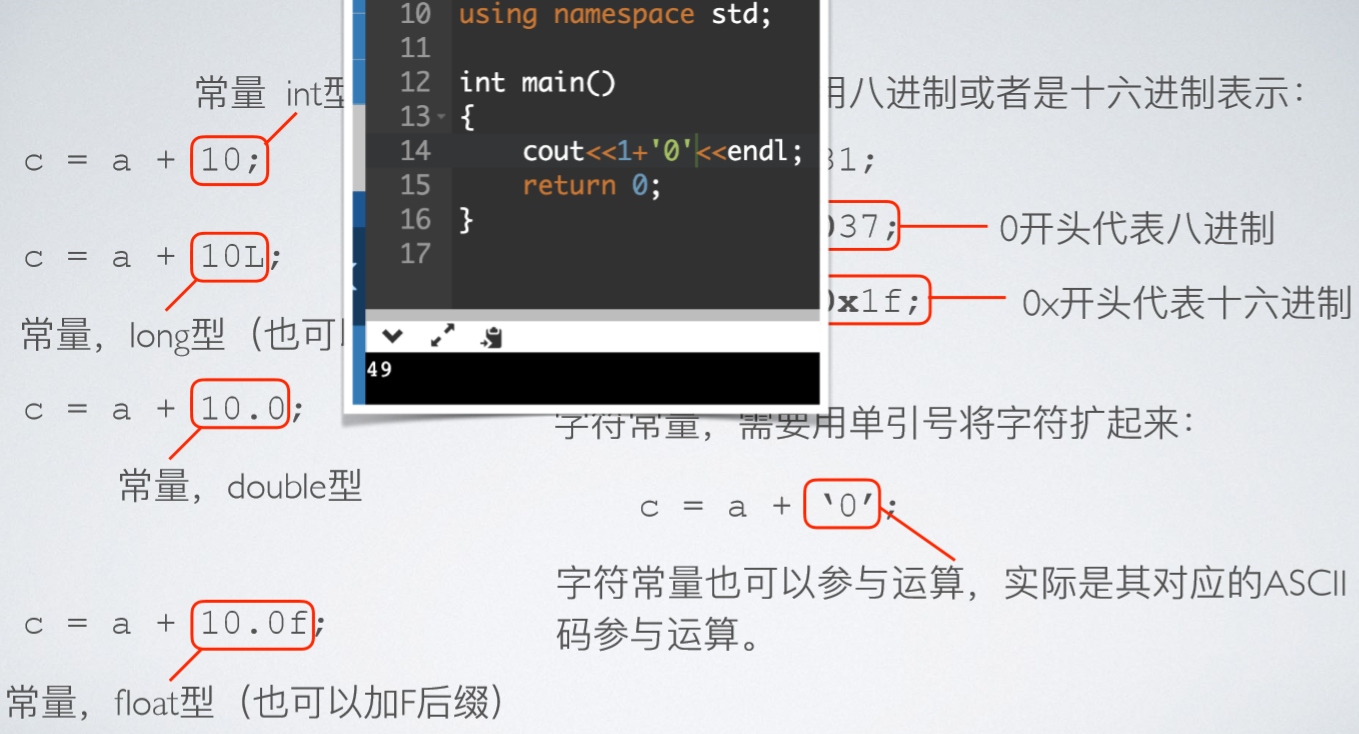 常量 int型
c = a + 10;
c = a + 10L;
常量，long型（也可
c = a + 10.0;
常量，double型
c = a + 10.0f;
常量，float型（也可以加F后缀）
10 using namespace std;
11
12 int main()
13 {
14 cout<<1+'0'<<endl;
15 return 0;
16 }
17
49
用八进制或者是十六进制表示：
31;
037;
0开头代表八进制
0x1f;
0x开头代表十六进制
字符常量，需要用单引号将字符扩起来：
c = a + ‘0’;
字符常量也可以参与运算，实际是其对应的ASCII
码参与运算。